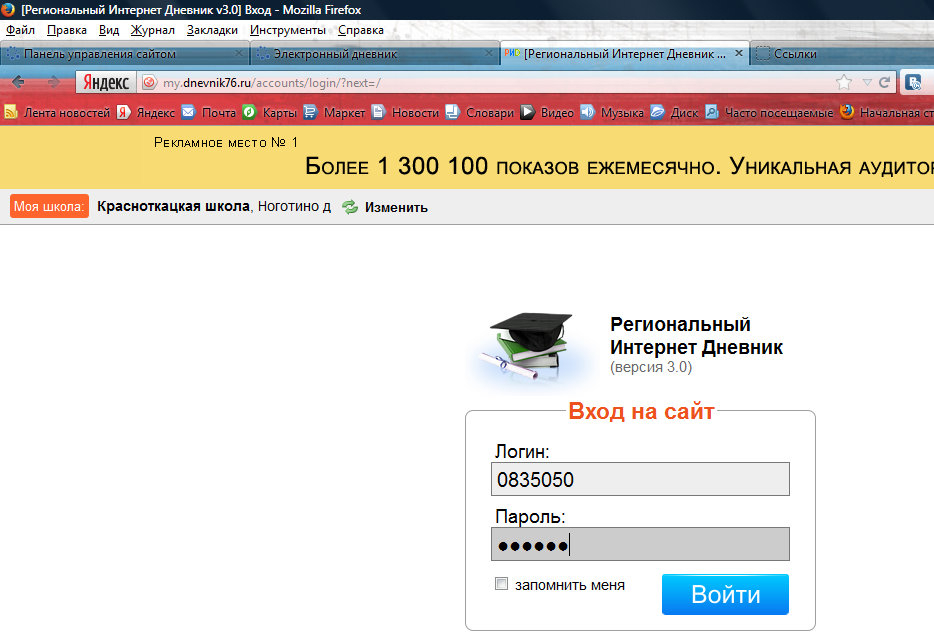 [Региональный Интернет Дневник v3.0] Вход - Mozilla Firefox
Файл Правка Вид Журнал Закладки Инструменты Справка
Панель управления сайтом × Электронный дневник × [Региональный Интернет Дневник ... × Ссылки
Яндекс my.dnevnik76.ru/accounts/login/?next=/
Лента новостей Яндекс Почта Карты Маркет Новости Словари Видео Музыка Диск Часто посещаемые Начальная ст
Рекламное место № 1
Более 1 300 100 показов ежемесячно. Уникальная аудитор
Моя школа: Красноткацкая школа, Ноготино д Изменить
Региональный
Интернет Дневник
(версия 3.0)
Вход на сайт
Логин:
0835050
Пароль:
●●●●●●
запомнить меня Войти